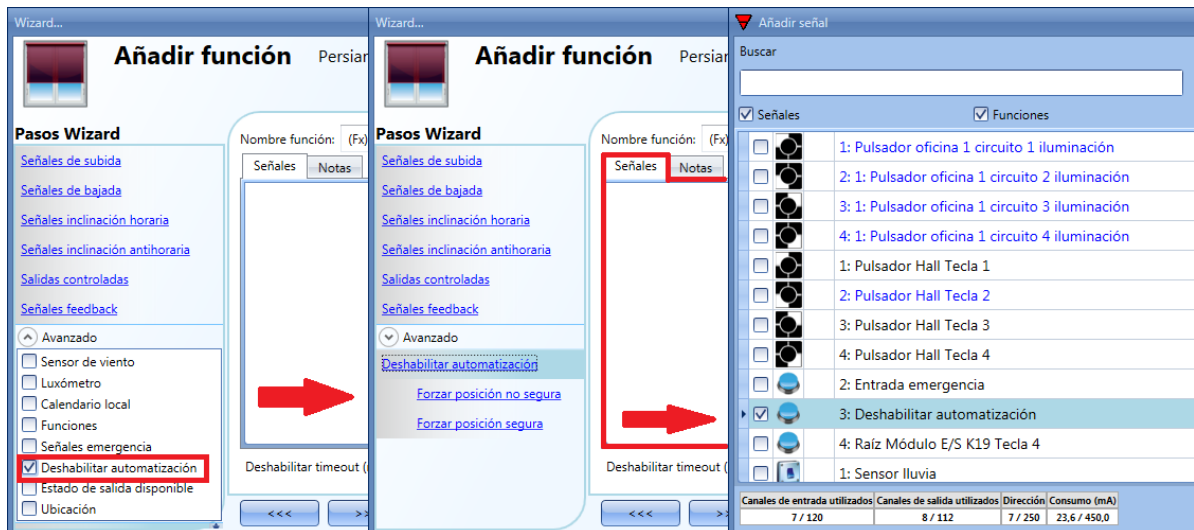 Wizard...
Añadir función Persian
Pasos Wizard
Señales de subida
Señales de bajada
Señales inclinación horaria
Señales inclinación antihoraria
Salidas controladas
Señales feedback
Avanzado
Sensor de viento
Luxómetro
Calendario local
Funciones
Señales emergencia
Deshabilitar automatización
Estado de salida disponible
Ubicación
Nombre función: (Fx)
Señales Notas
Deshabilitar timeout (
<<< >>
Wizard...
Añadir función Persian
Pasos Wizard
Señales de subida
Señales de bajada
Señales inclinación horaria
Señales inclinación antihoraria
Salidas controladas
Señales feedback
Avanzado
Deshabilitar automatización
Forzar posición no segura
Forzar posición segura
Nombre función: (Fx)
Señales Notas
Deshabilitar timeout (
<<< >>
Añadir señal
Buscar
Señales Funciones
1: Pulsador oficina 1 circuito 1 iluminación
2: 1: Pulsador oficina 1 circuito 2 iluminación
3: 1: Pulsador oficina 1 circuito 3 iluminación
4: 1: Pulsador oficina 1 circuito 4 iluminación
1: Pulsador Hall Tecla 1
2: Pulsador Hall Tecla 2
3: Pulsador Hall Tecla 3
4: Pulsador Hall Tecla 4
2: Entrada emergencia
3: Deshabilitar automatización
4: Raíz Módulo E/S K19 Tecla 4
1: Sensor lluvia
Canales de entrada utilizados Canales de salida utilizados Dirección Consumo (mA)
7 / 120 8 / 112 7 / 250 23,6 / 450,0